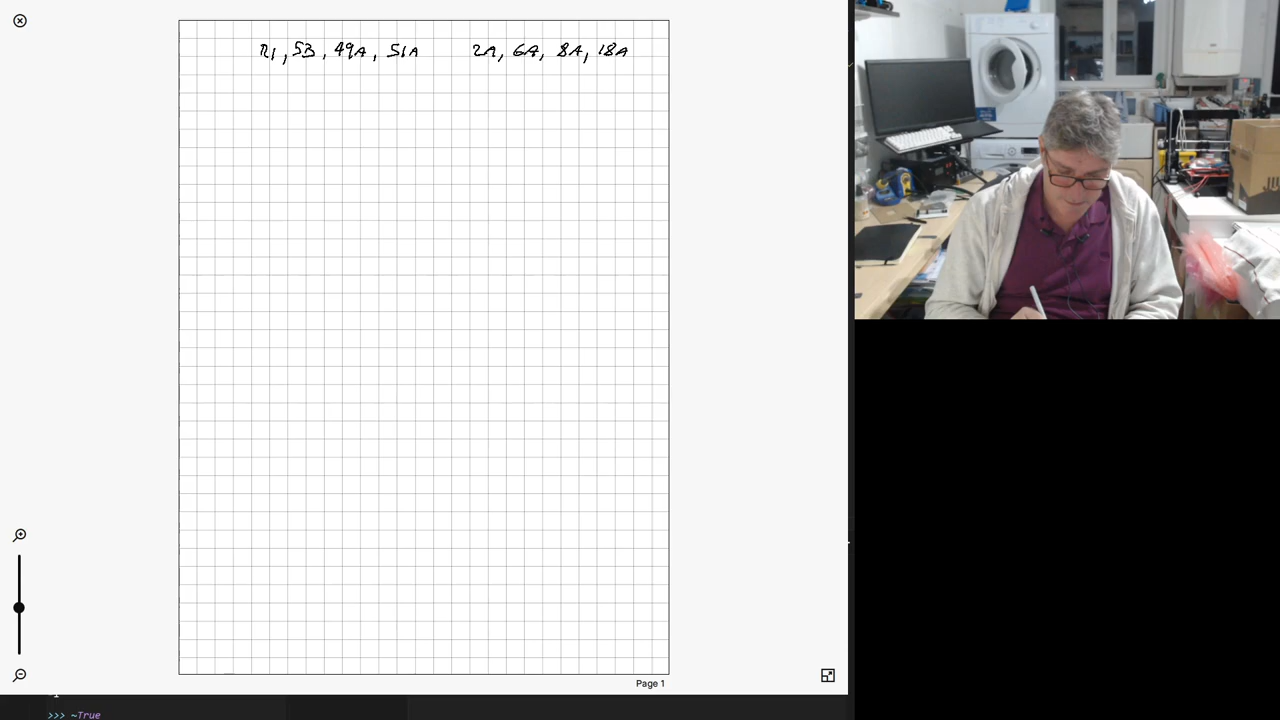 R1, 5B, 49A, 51A 2A, 6A, 8A, 18A
Page 1
>>> ~True